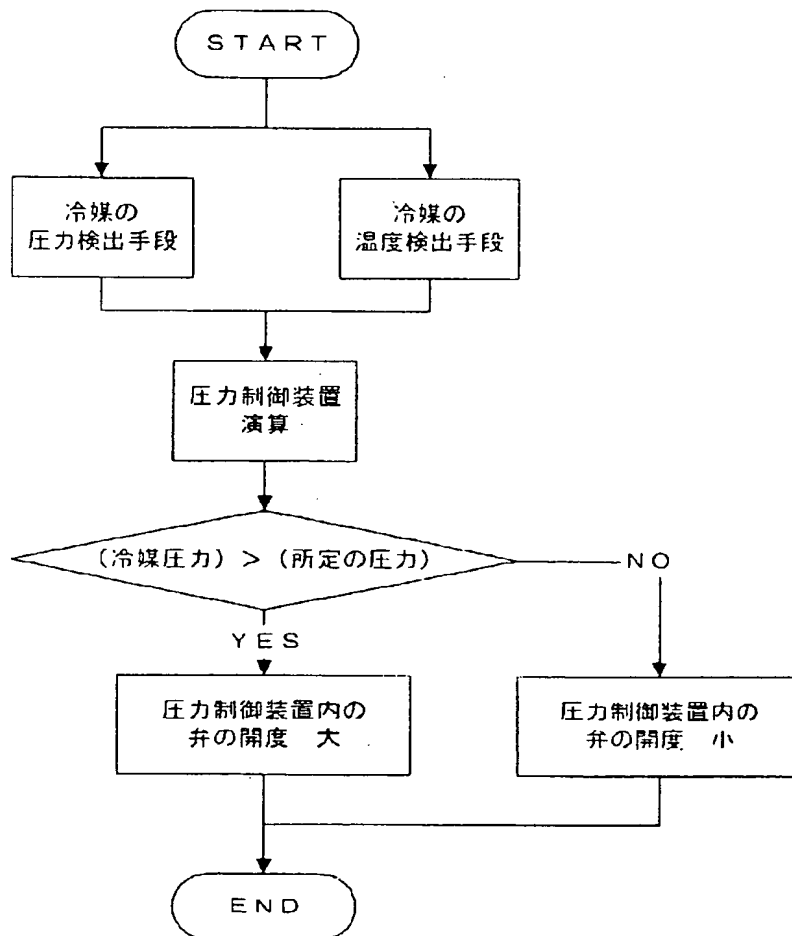 START
冷媒の
圧力検出手段
冷媒の
温度検出手段
圧力制御装置
演算
(冷媒圧力) > (所定の圧力)
NO
YES
圧力制御装置内の
弁の開度 大
圧力制御装置内の
弁の開度 小
END